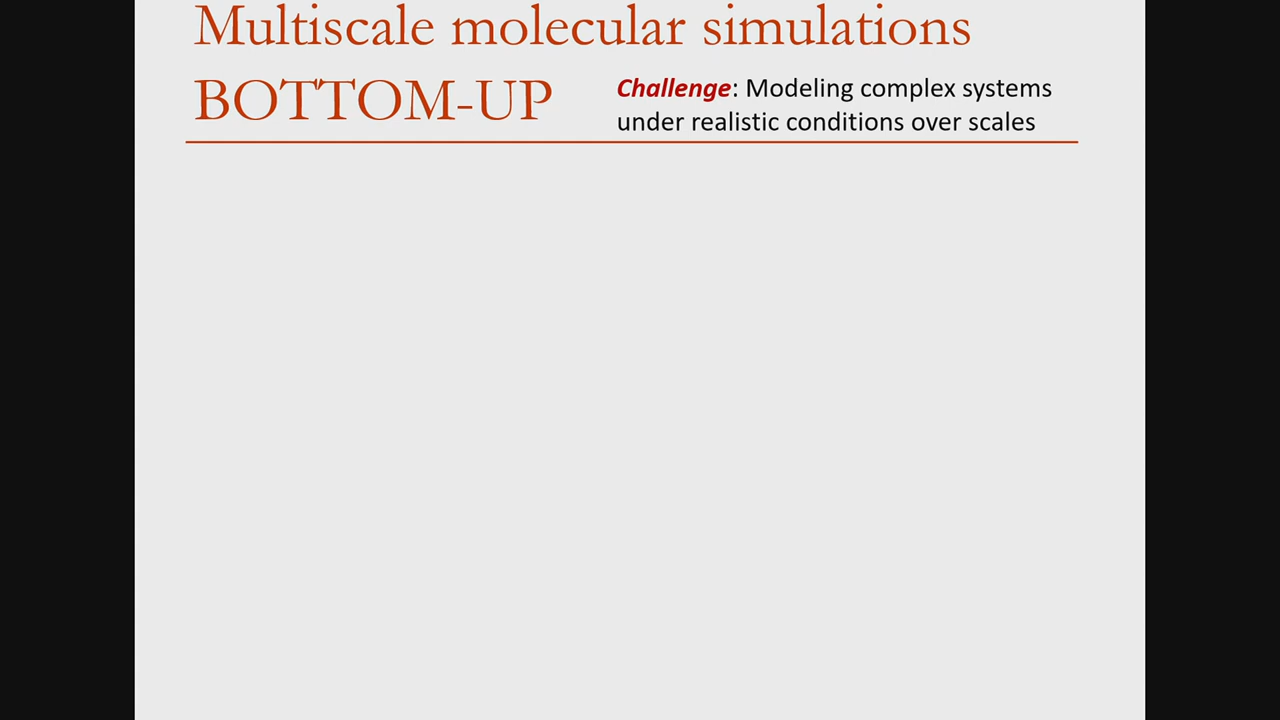 Multiscale molecular simulations
BOTTOM-UP
Challenge: Modeling complex systems
under realistic conditions over scales